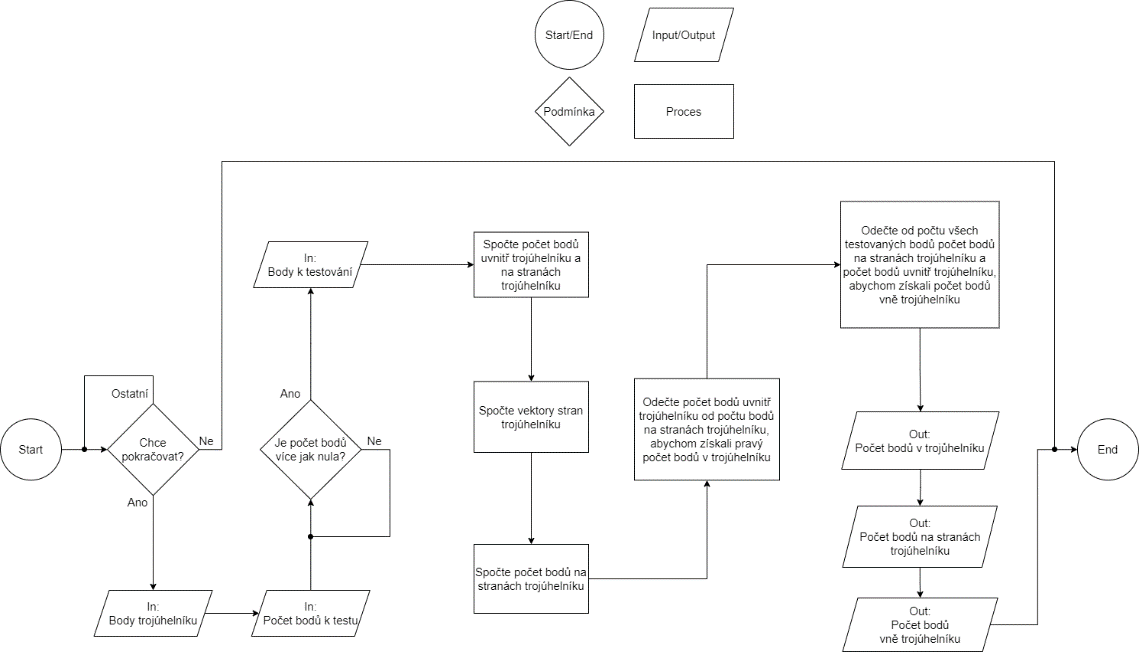 Start/End
Input/Output
Podmínka
Proces
Start
Ostatní
Chce
pokračovat?
Ne
Ano
In:
Body trojúhelníku
In:
Počet bodů k testu
Je počet bodů
více jak nula?
Ne
Ano
In:
Body k testování
Spočte počet bodů
uvnitř trojúhelníku a
na stranách
trojúhelníku
Spočte vektory stran
trojúhelníku
Spočte počet bodů na
stranách trojúhelníku
Odečte počet bodů uvnitř
trojúhelníku od počtu bodů
na stranách trojúhelníku,
abychom získali pravý
počet bodů v trojúhelníku
Odečte od počtu všech
testovaných bodů počet bodů
na stranách trojúhelníku a
počet bodů uvnitř trojúhelníku,
abychom získali počet bodů
vně trojúhelníku
Out:
Počet bodů v trojúhelníku
Out:
Počet bodů na stranách
trojúhelníku
Out:
Počet bodů
vně trojúhelníku
End